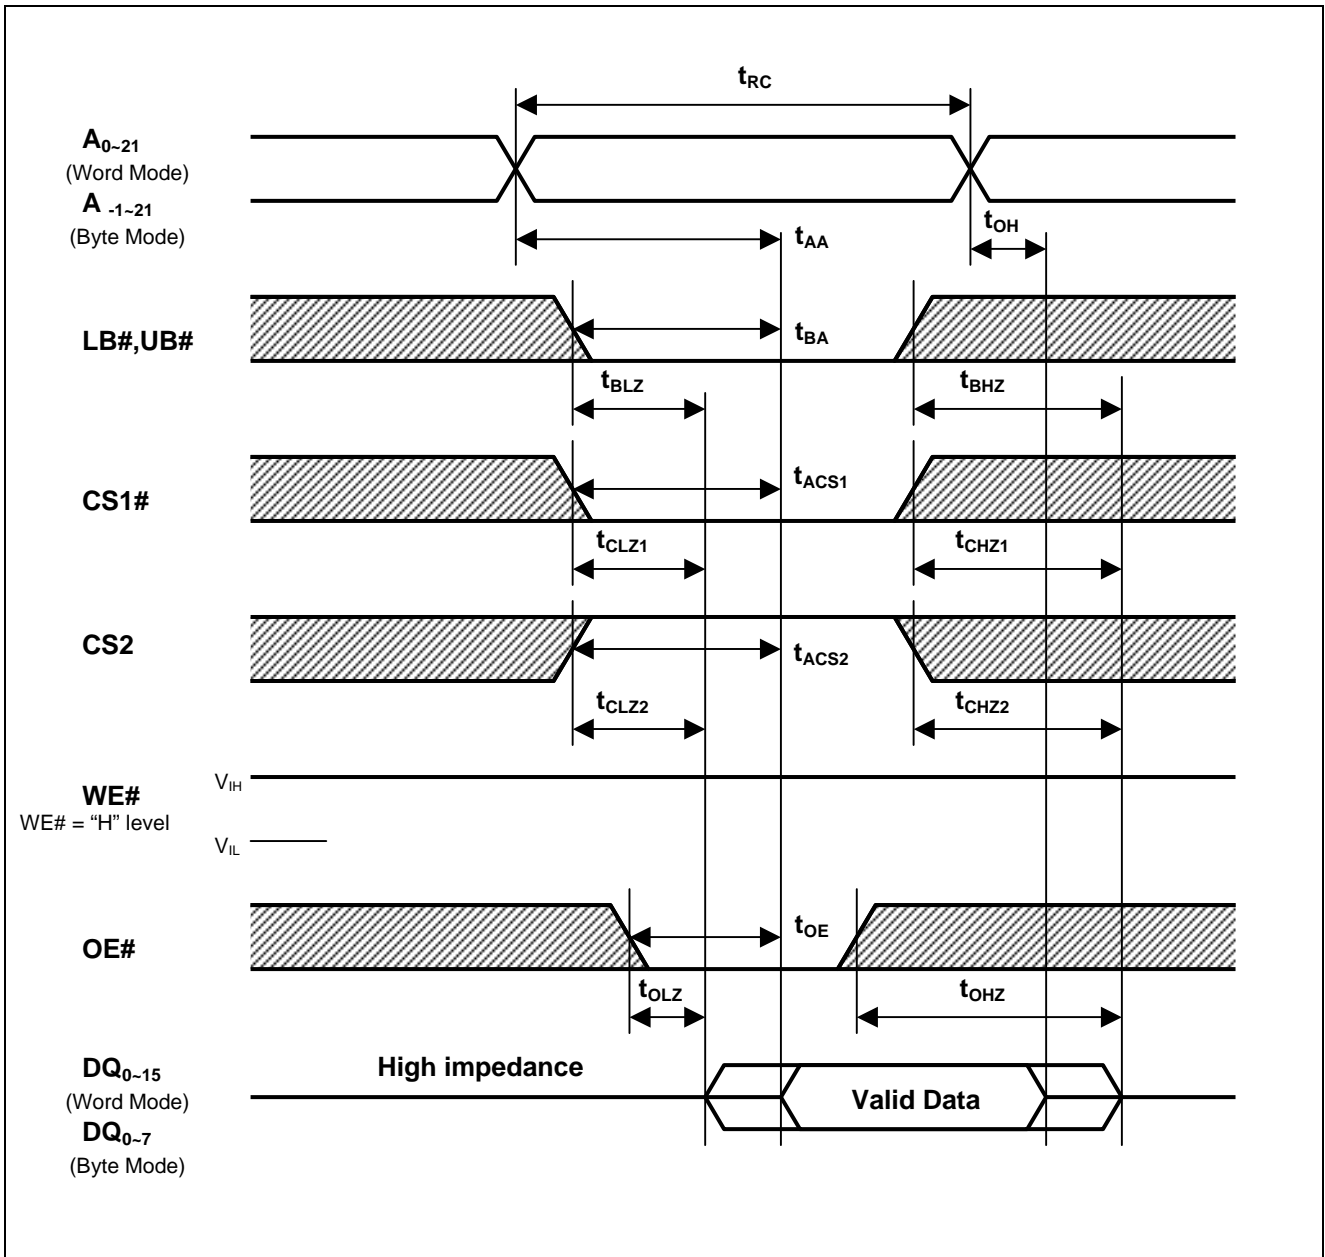 tRC
A0~21
(Word Mode)
A -1~21
(Byte Mode)
tOH
tAA
LB#,UB#
tBA
tBLZ
tBHZ
CS1#
tACS1
tCLZ1
tCHZ1
CS2
tACS2
tCLZ2
tCHZ2
VIH
WE#
WE# = “H” level
VIL
OE#
tOE
tOLZ
tOHZ
High impedance
DQ0~15
(Word Mode)
Valid Data
DQ0~7
(Byte Mode)